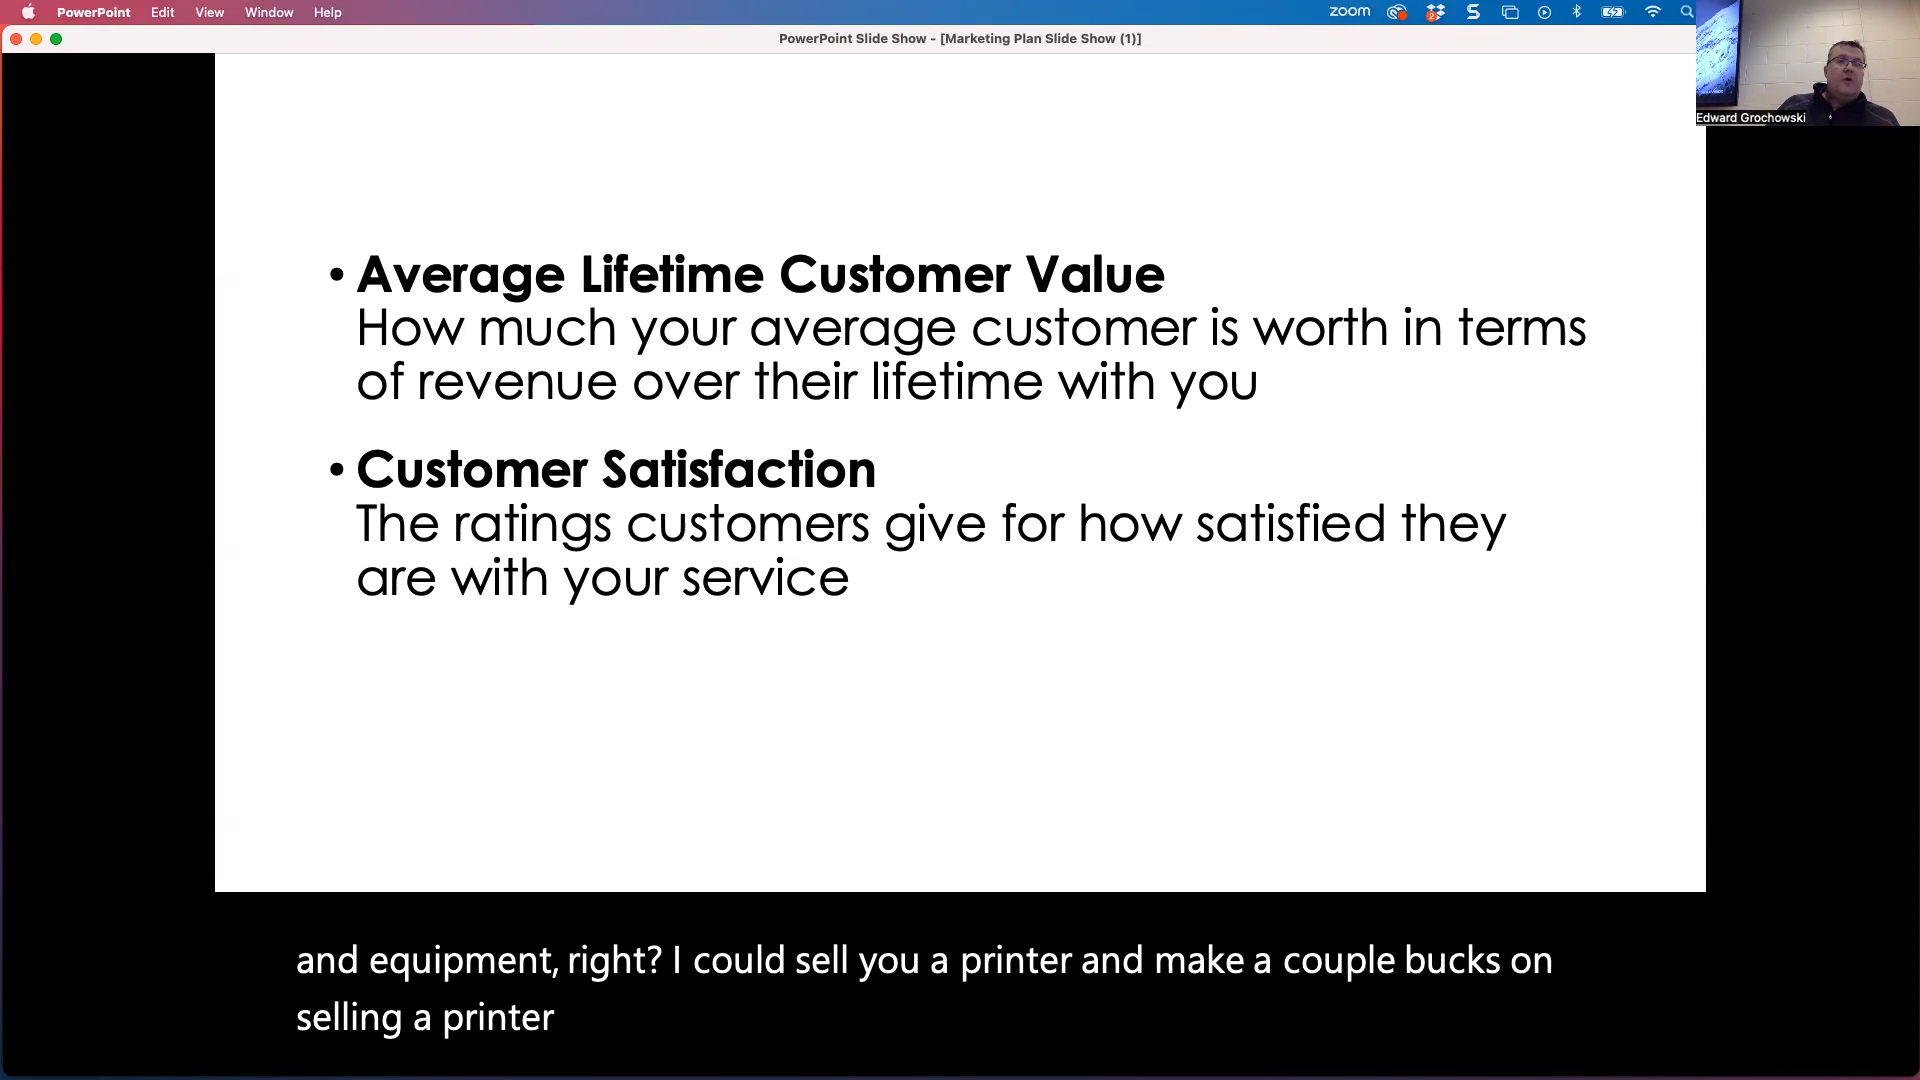 PowerPoint Edit View Window Help
zoom
2
S
PowerPoint Slide Show - [Marketing Plan Slide Show (1)]
Edward Grochowski
• Average Lifetime Customer Value
How much your average customer is worth in terms
of revenue over their lifetime with you
• Customer Satisfaction
The ratings customers give for how satisfied they
are with your service
and equipment, right? I could sell you a printer and make a couple bucks on
selling a printer